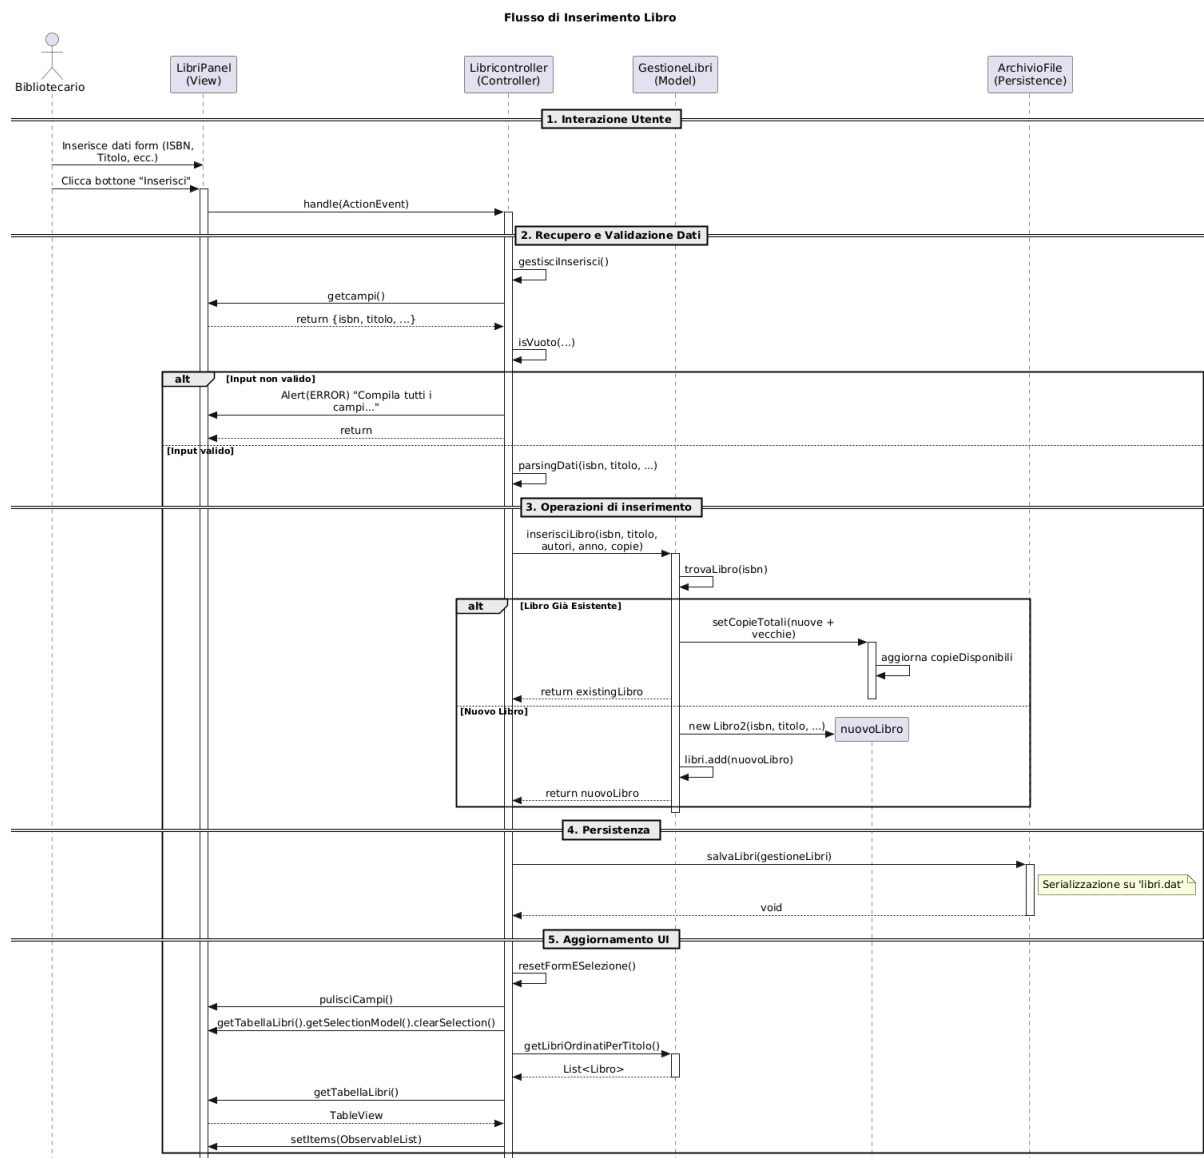 Flusso di Inserimento Libro
Bibliotecario
LibriPanel
(View)
Libricontroller
(Controller)
GestioneLibri
(Model)
ArchivioFile
(Persistence)
1. Interazione Utente
Inserisce dati form (ISBN,
Titolo, ecc.)
Clicca bottone "Inserisci"
handle(ActionEvent)
2. Recupero e Validazione Dati
gestisciInserisci()
getcampi()
return {isbn, titolo, ...}
isVuoto(...)
alt [Input non valido]
Alert(ERROR) "Compila tutti i
campi..."
return
[Input valido]
parsingDati(isbn, titolo, ...)
3. Operazioni di inserimento
inserisciLibro(isbn, titolo,
autori, anno, copie)
trovaLibro(isbn)
alt [Libro Già Esistente]
setCopieTotali(nuove +
vecchie)
aggiorna copieDisponibili
return existingLibro
[Nuovo Libro]
new Libro2(isbn, titolo, ...)
nuovoLibro
libri.add(nuovoLibro)
return nuovoLibro
4. Persistenza
salvaLibri(gestioneLibri)
Serializzazione su 'libri.dat'
void
5. Aggiornamento UI
resetFormESelezione()
pulisciCampi()
getTabellaLibri().getSelectionModel().clearSelection()
getLibriOrdinatiPerTitolo()
List<Libro>
getTabellaLibri()
TableView
setItems(ObservableList)